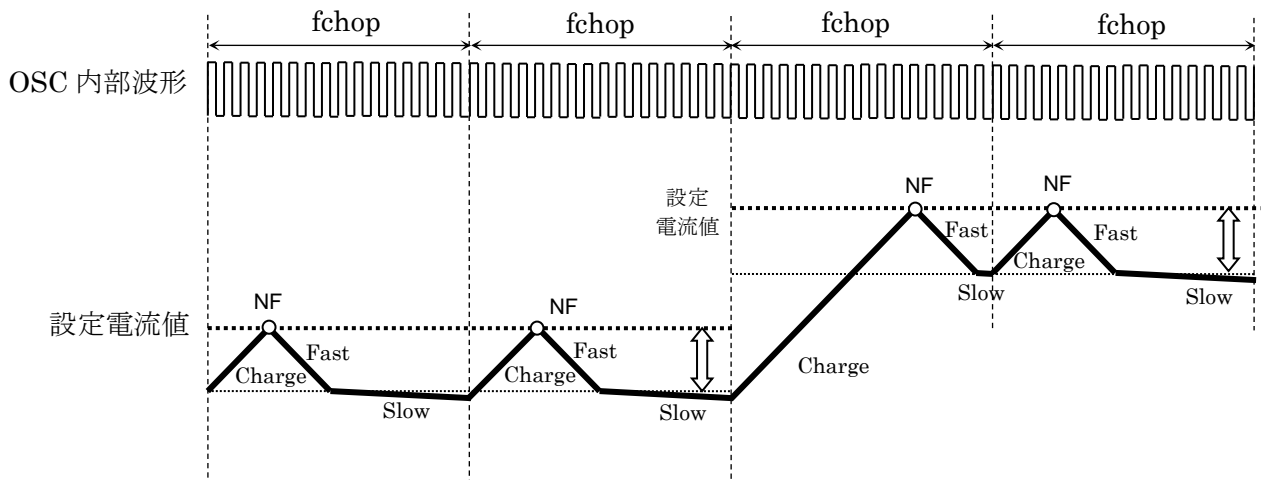 fchop
fchop
fchop
fchop
OSC 内部波形
設定
電流値
NF
NF
Fast
Fast
Charge
Slow
Slow
設定電流値
NF
NF
Fast
Fast
Charge
Charge
Charge
Slow
Slow